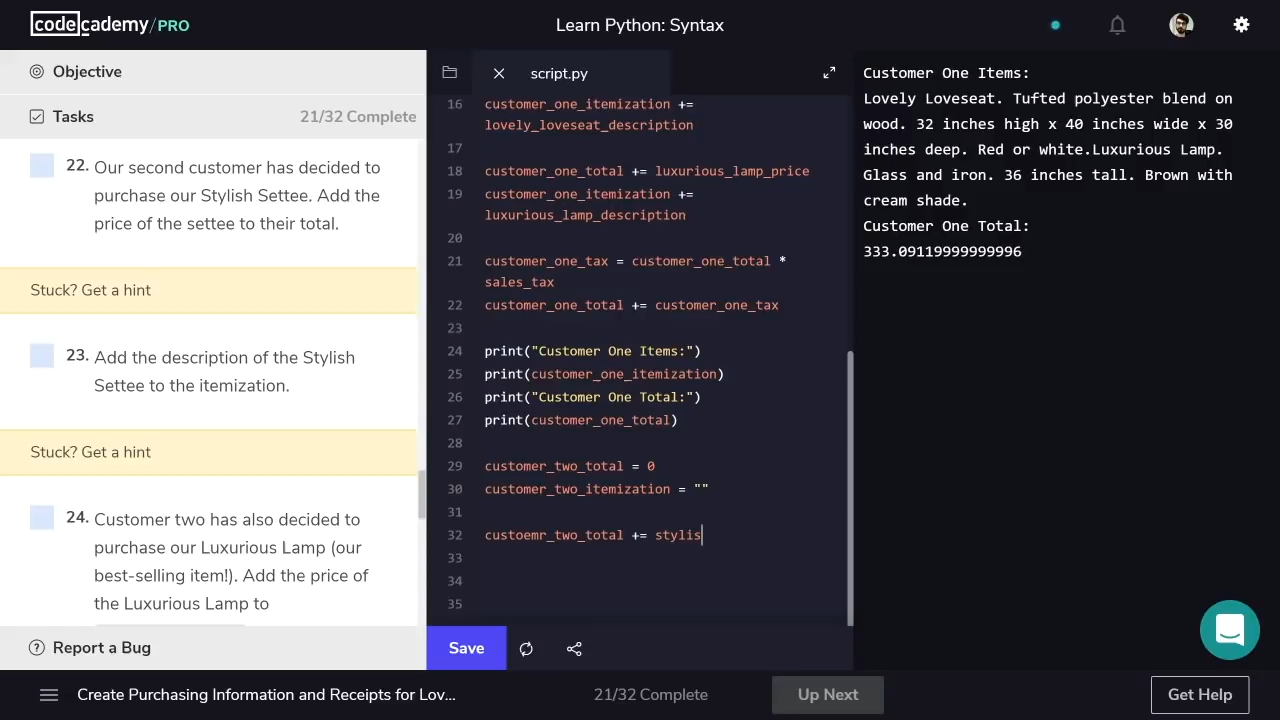 codecademy/PRO
Learn Python: Syntax
Objective
Tasks
21/32 Complete
22. Our second customer has decided to
purchase our Stylish Settee. Add the
price of the settee to their total.
Stuck? Get a hint
23. Add the description of the Stylish
Settee to the itemization.
Stuck? Get a hint
24. Customer two has also decided to
purchase our Luxurious Lamp (our
best-selling item!). Add the price of
the Luxurious Lamp to
Report a Bug
script.py
16 customer_one_itemization +=
lovely_loveseat_description
17
18 customer_one_total += luxurious_lamp_price
19 customer_one_itemization +=
luxurious_lamp_description
20
21 customer_one_tax = customer_one_total *
sales_tax
22 customer_one_total += customer_one_tax
23
24 print("Customer One Items:")
25 print(customer_one_itemization)
26 print("Customer One Total:")
27 print(customer_one_total)
28
29 customer_two_total = 0
30 customer_two_itemization = ""
31
32 custoemr_two_total += stylis
33
34
35
Save
Customer One Items:
Lovely Loveseat. Tufted polyester blend on
wood. 32 inches high x 40 inches wide x 30
inches deep. Red or white.Luxurious Lamp.
Glass and iron. 36 inches tall. Brown with
cream shade.
Customer One Total:
333.09119999999996
Create Purchasing Information and Receipts for Lov...
21/32 Complete
Up Next
Get Help